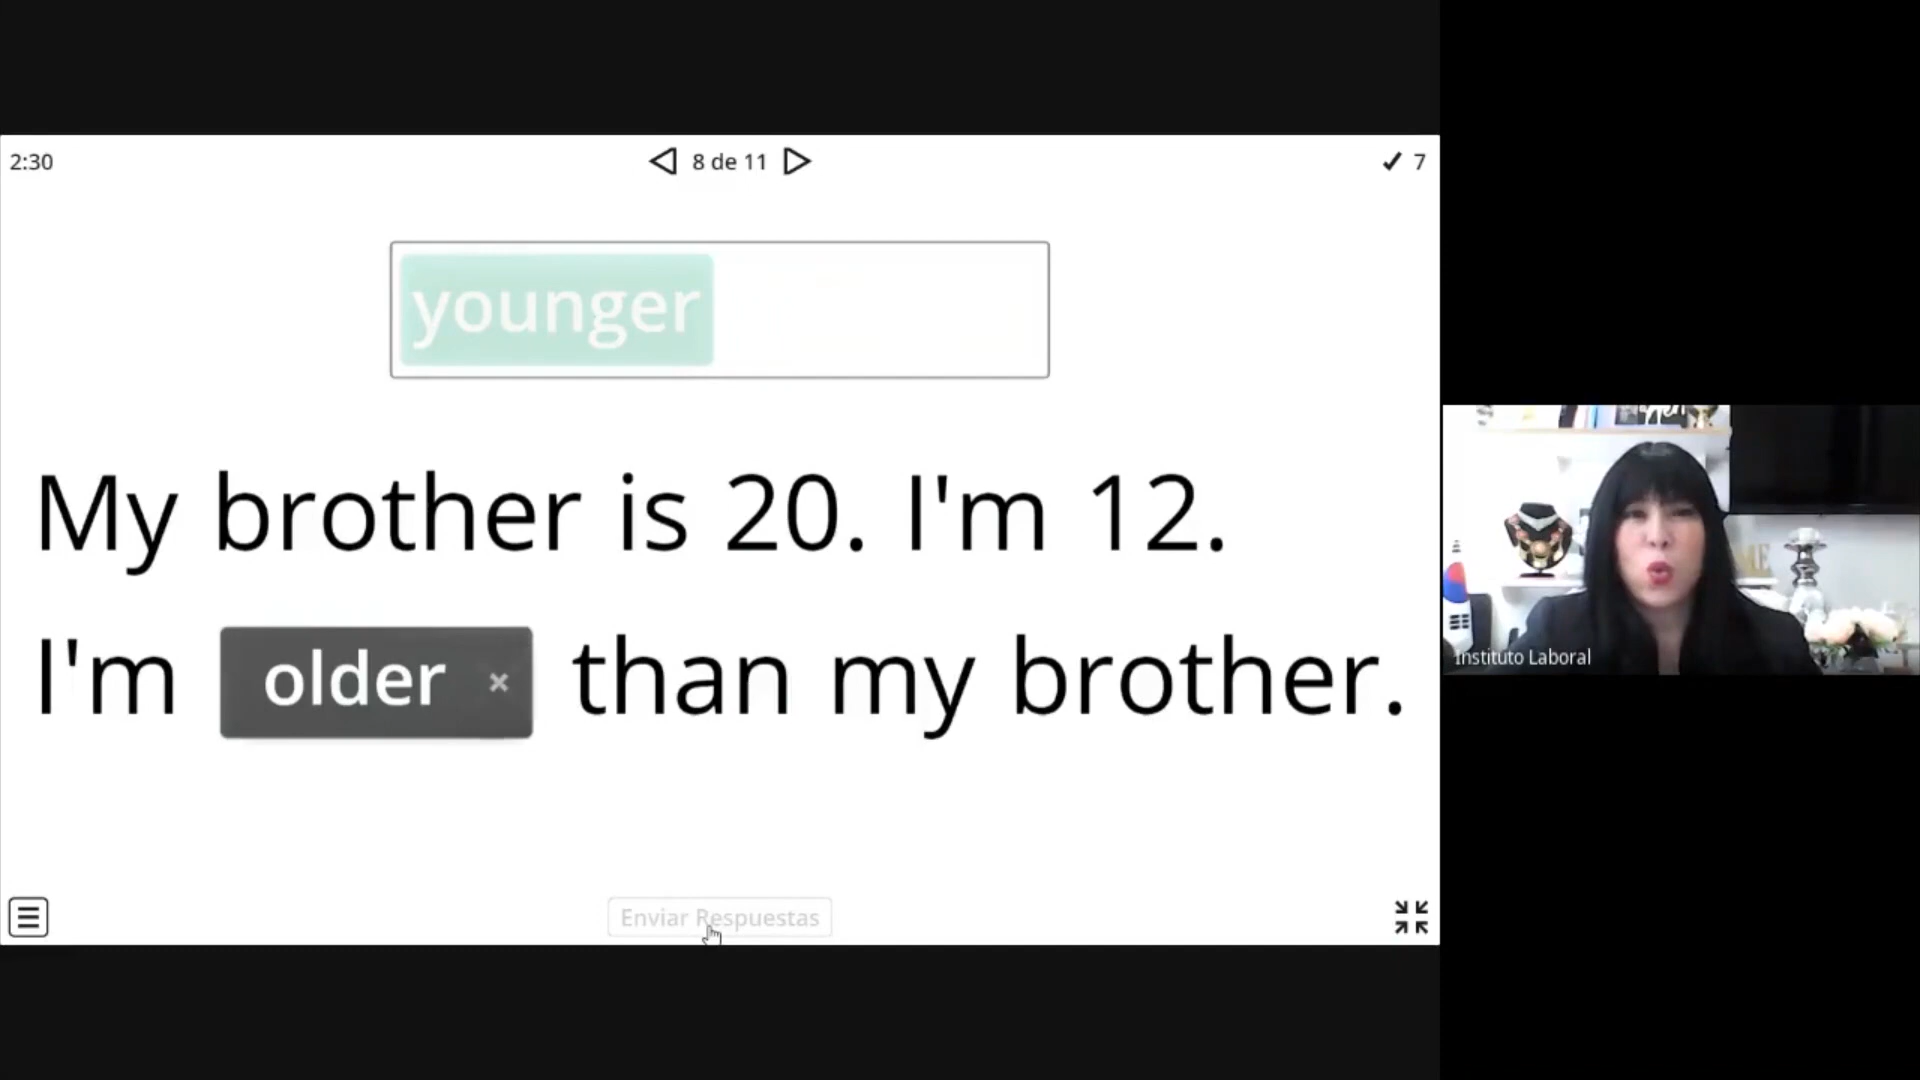 2:30
8 de 11
✓ 7
younger
My brother is 20. I'm 12.
I'm older × than my brother.
Enviar Respuestas
Instituto Laboral